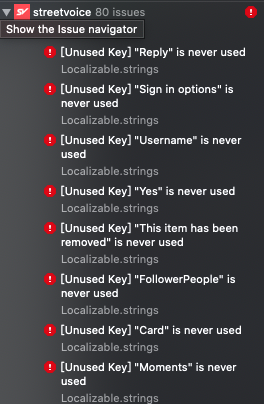 streetvoice 80 issues
Show the Issue navigator
[Unused Key] "Reply" is never used
Localizable.strings
[Unused Key] "Sign in options" is
never used
Localizable.strings
[Unused Key] "Username" is never
used
Localizable.strings
[Unused Key] "Yes" is never used
Localizable.strings
[Unused Key] "This item has been
removed" is never used
Localizable.strings
[Unused Key] "FollowerPeople" is
never used
Localizable.strings
[Unused Key] "Card" is never used
Localizable.strings
[Unused Key] "Moments" is never
used
Localizable.strings